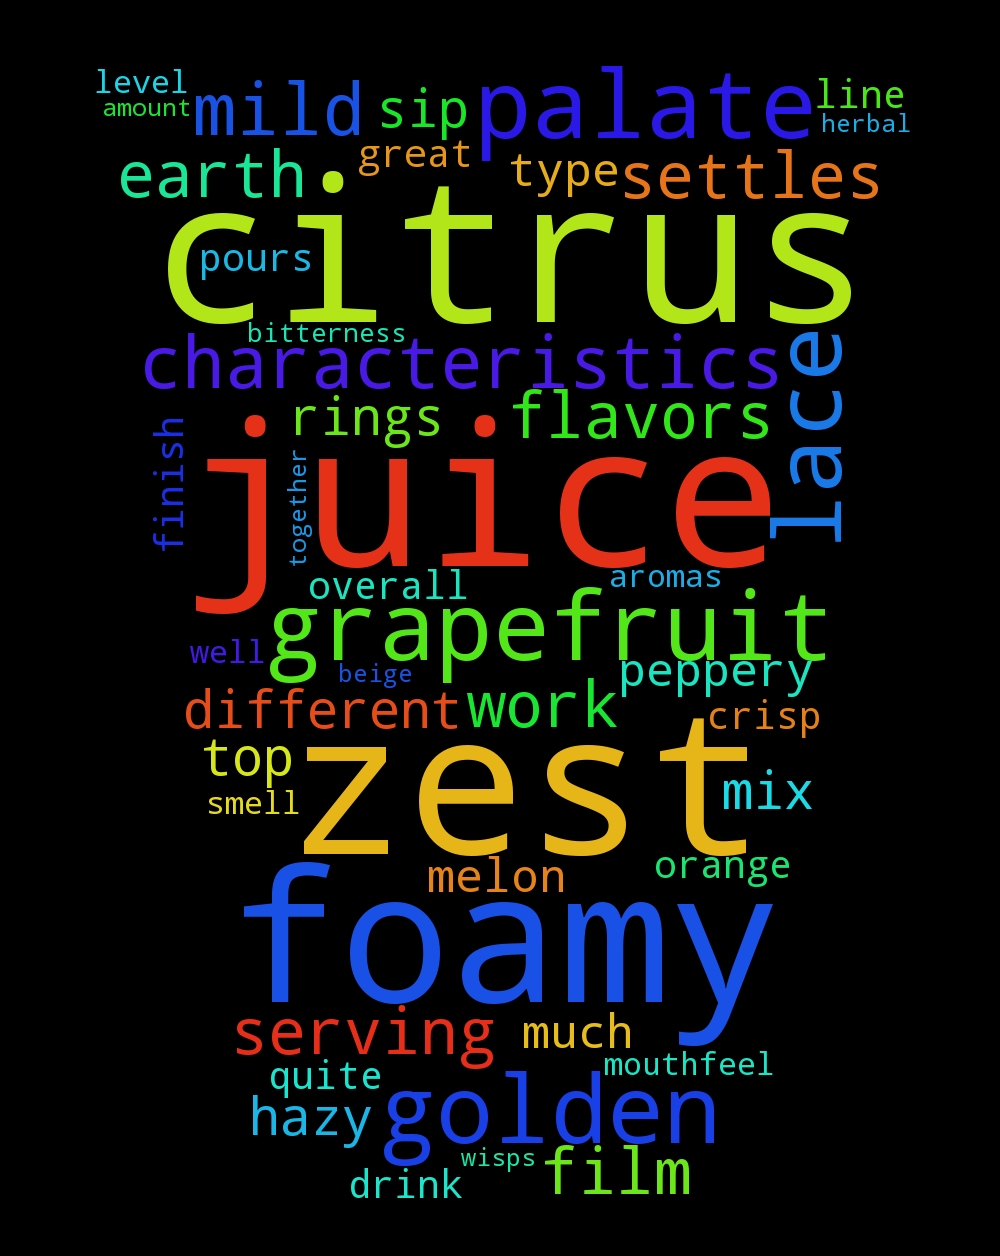 level
amount
mild
sip
palate
line
herbal
great
earth
type
settles
citrus
pours
bitterness
characteristics
lace
rings
flavors
finish
juice
together
aromas
overall
grapefruit
well
beige
peppery
different
work
crisp
top
zest
mix
smell
melon
orange
foamy
serving
much
mouthfeel
quite
hazy
golden
wisps
film
drink